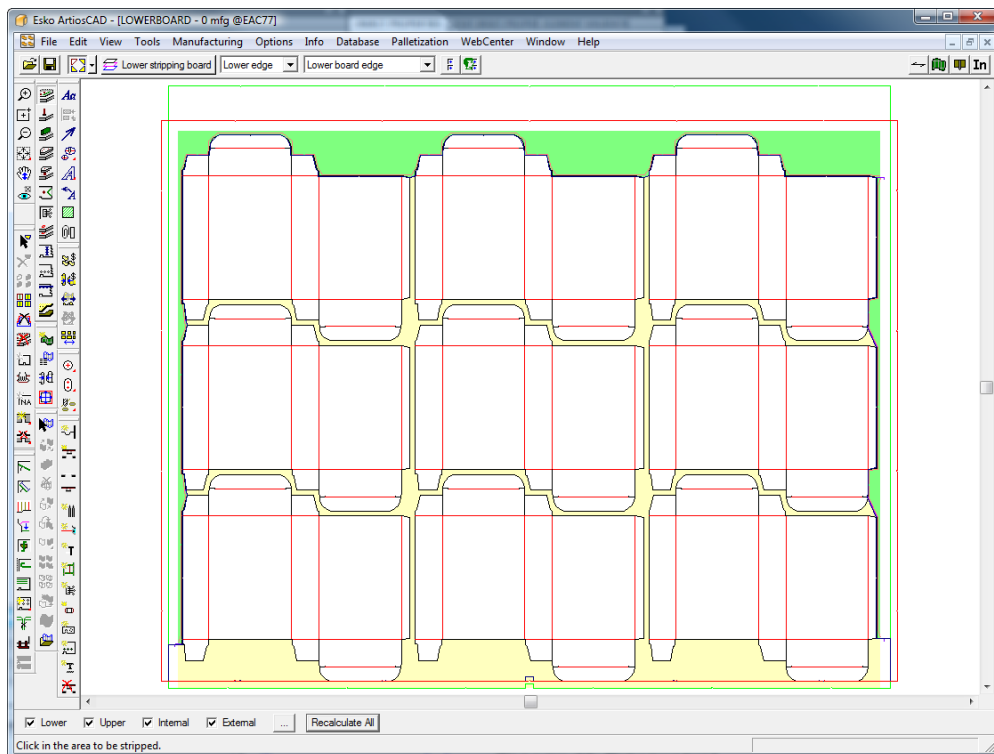 Esko ArtiosCAD - [LOWERBOARD - 0 mfg @EAC77]
File Edit View Tools Manufacturing Options Info Database Palletization WebCenter Window Help
Lower stripping board Lower edge Lower board edge In
Lower Upper Internal External ... Recalculate All
Click in the area to be stripped.